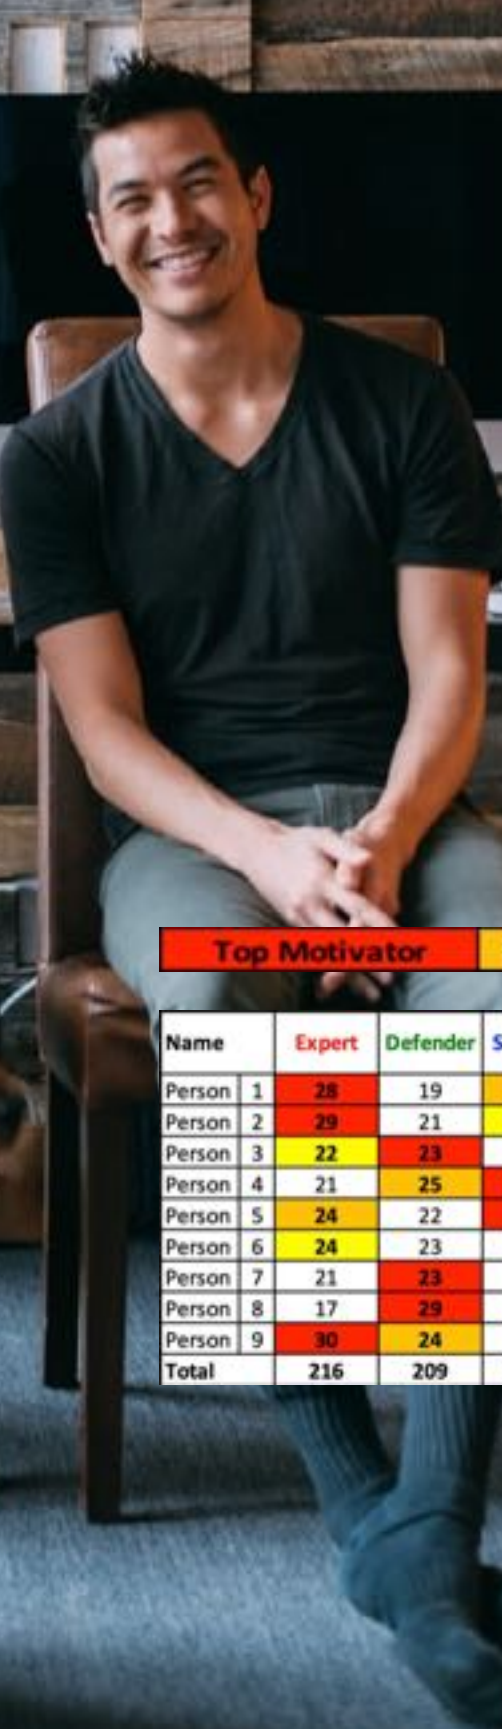 Top Motivator
Name Expert Defender S
Person 1 28 19
Person 2 29 21
Person 3 22 23
Person 4 21 25
Person 5 24 22
Person 6 24 23
Person 7 21 23
Person 8 17 29
Person 9 30 24
Total 216 209